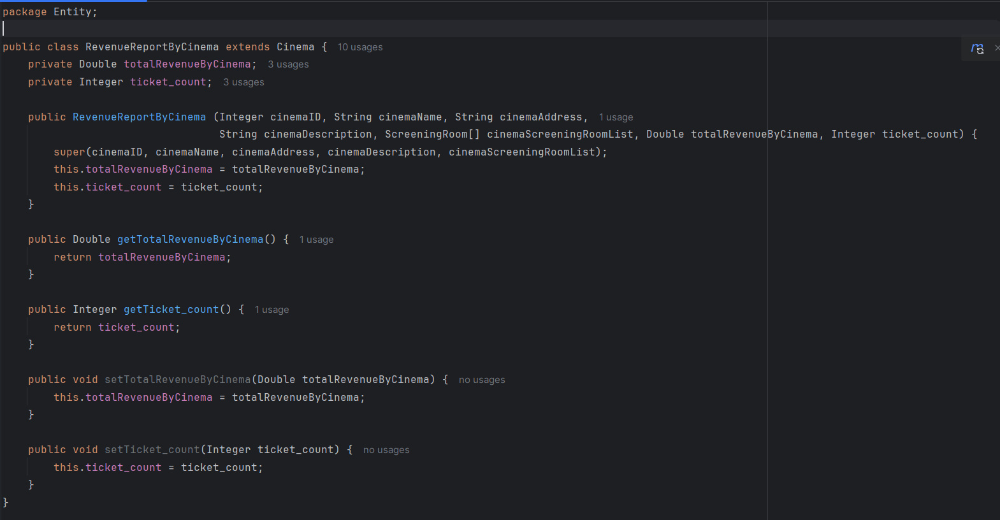 package Entity;
public class RevenueReportByCinema extends Cinema { 10 usages
private Double totalRevenueByCinema; 3 usages
private Integer ticket_count; 3 usages
public RevenueReportByCinema (Integer cinemaID, String cinemaName, String cinemaAddress, 1 usage
String cinemaDescription, ScreeningRoom[] cinemaScreeningRoomList, Double totalRevenueByCinema, Integer ticket_count) {
super(cinemaID, cinemaName, cinemaAddress, cinemaDescription, cinemaScreeningRoomList);
this.totalRevenueByCinema = totalRevenueByCinema;
this.ticket_count = ticket_count;
}
public Double getTotalRevenueByCinema() { 1 usage
return totalRevenueByCinema;
}
public Integer getTicket_count() { 1 usage
return ticket_count;
}
public void setTotalRevenueByCinema(Double totalRevenueByCinema) { no usages
this.totalRevenueByCinema = totalRevenueByCinema;
}
public void setTicket_count(Integer ticket_count) { no usages
this.ticket_count = ticket_count;
}
}